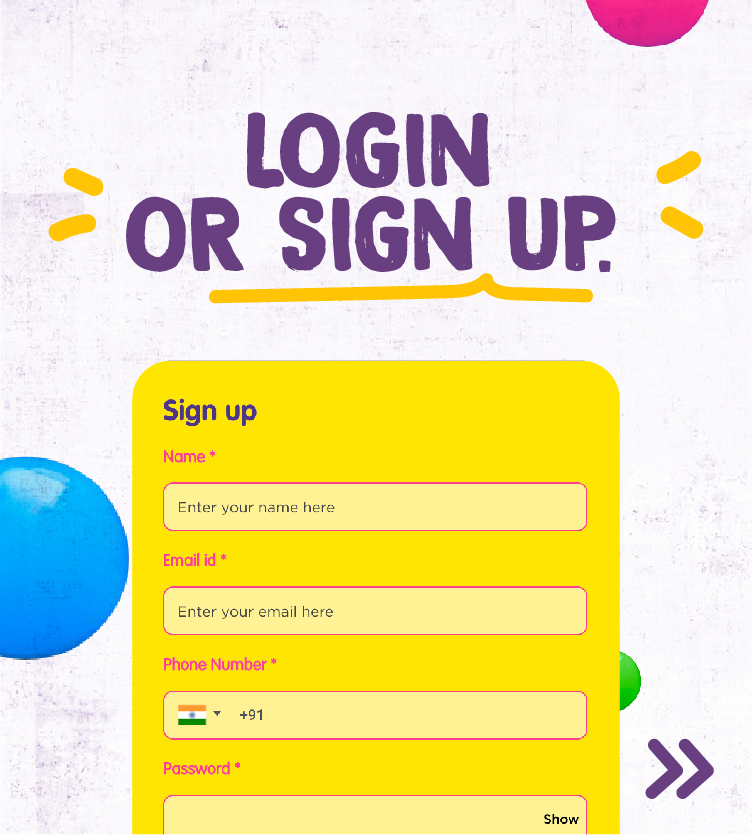 LOGIN
OR SIGN UP.
Sign up
Name *
Enter your name here
Email id *
Enter your email here
Phone Number *
+91
Password *
Show